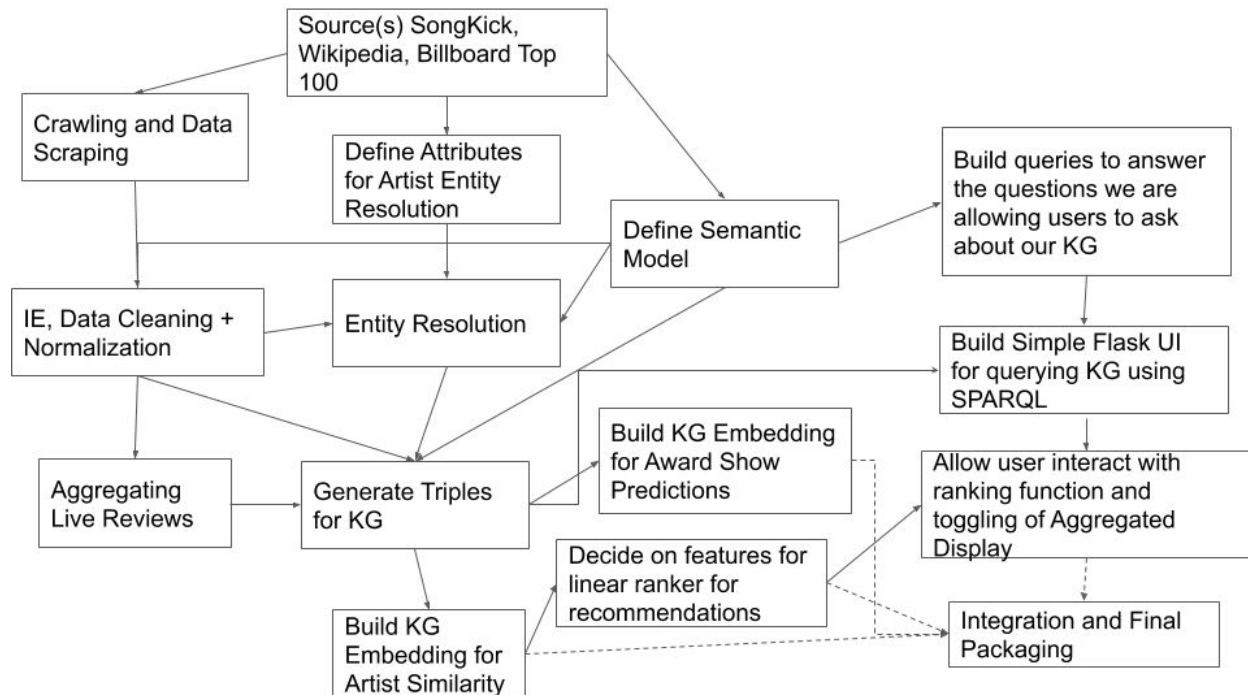 Source(s) SongKick,
Wikipedia, Billboard Top
100
Crawling and Data
Scraping
Define Attributes
for Artist Entity
Resolution
Build queries to answer
the questions we are
allowing users to ask
about our KG
Define Semantic
Model
IE, Data Cleaning +
Normalization
Entity Resolution
Build Simple Flask UI
for querying KG using
SPARQL
Build KG Embedding
for Award Show
Predictions
Aggregating
Live Reviews
Generate Triples
for KG
Allow user interact with
ranking function and
toggling of Aggregated
Display
Decide on features for
linear ranker for
recommendations
Build KG
Embedding for
Artist Similarity
Integration and Final
Packaging